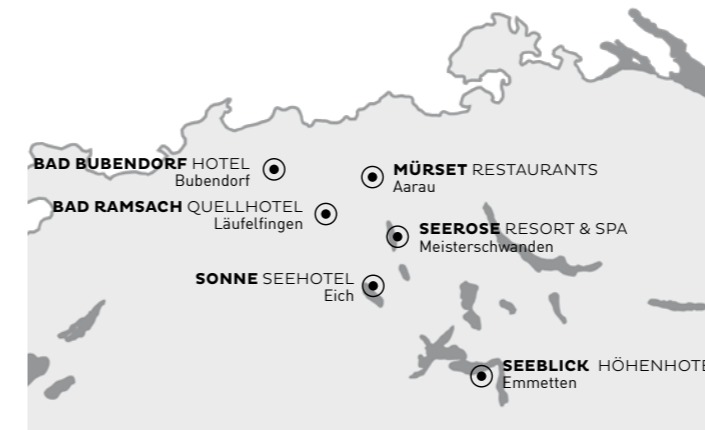 BAD BUBENDORF HOTEL
Bubendorf
MÜRSET RESTAURANTS
Aarau
BAD RAMSACH QUELLHOTEL
Läufelfingen
SEEROSE RESORT & SPA
Meisterschwanden
SONNE SEEHOTEL
Eich
SEEBLICK HÖHENHOTE
Emmetten